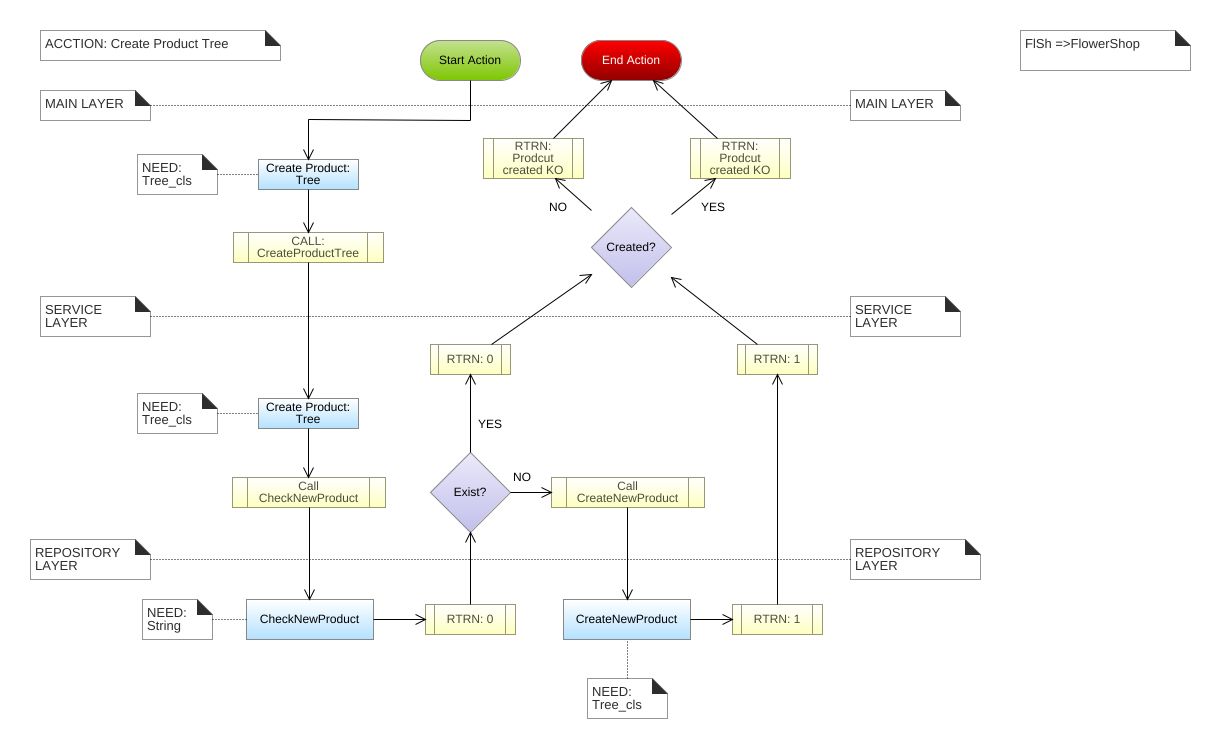 ACCTION: Create Product Tree
Start Action
End Action
FlSh =>FlowerShop
MAIN LAYER
MAIN LAYER
NEED:
Tree_cls
Create Product:
Tree
RTRN:
Prodcut
created KO
RTRN:
Prodcut
created KO
NO
YES
CALL:
CreateProductTree
Created?
SERVICE
LAYER
SERVICE
LAYER
RTRN: 0
RTRN: 1
NEED:
Tree_cls
Create Product:
Tree
YES
Call
CheckNewProduct
Exist?
NO
Call
CreateNewProduct
REPOSITORY
LAYER
REPOSITORY
LAYER
NEED:
String
CheckNewProduct
RTRN: 0
CreateNewProduct
RTRN: 1
NEED:
Tree_cls